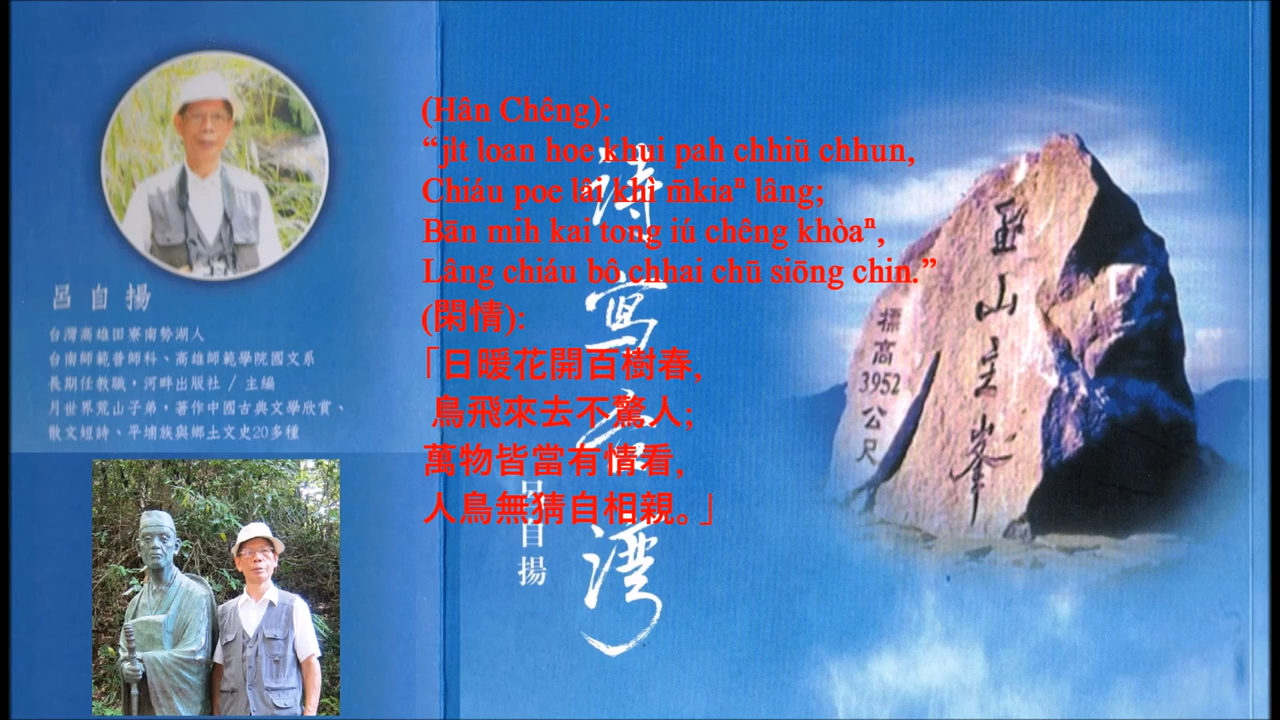 呂自揚
台灣高雄田寮南勢湖人
台南師範普師科、高雄師範學院國文系
長期任教職，河畔出版社 / 主編
月世界荒山子弟，著作中國古典文學欣賞、
散文短詩、平埔族與鄉土文史20多種
(Hân Chêng):
“ji̍t loan hoe khui pah chhiū chhun,
Chiáu poe lâi khì m̄kiaⁿ lâng;
Bān mih kai tong iú chêng khòaⁿ,
Lâng chiáu bô chhai chū siōng chin.”
(閑情):
「日暖花開百樹春,
鳥飛來去不驚人;
萬物皆當有情看,
人鳥無猜自相親。」
詩寫台灣
呂自揚
玉山主峯
標高3952公尺